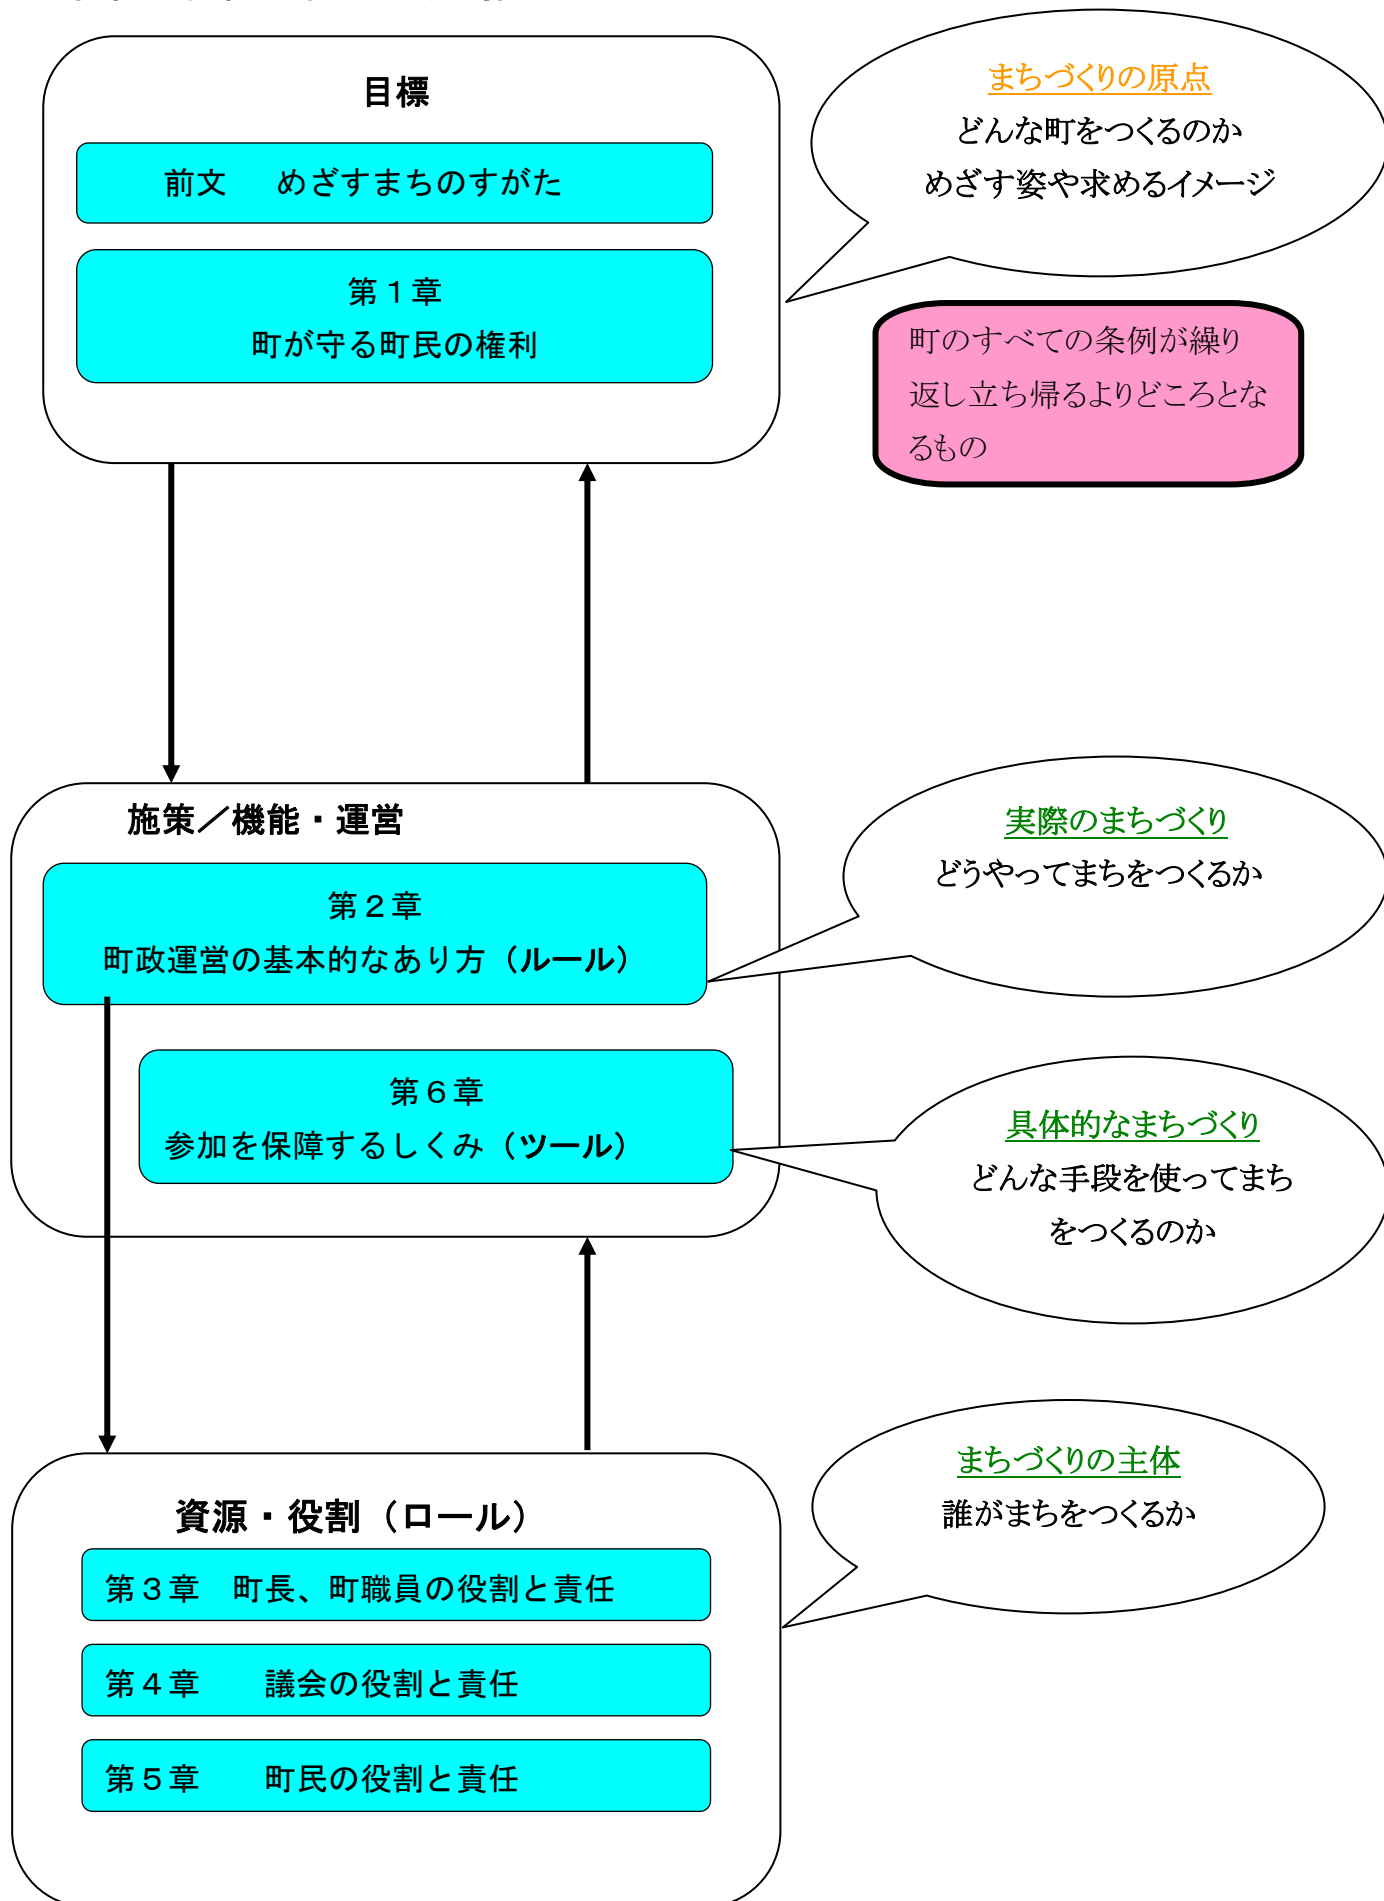 目標
前文　めざすまちのすがた
第１章
町が守る町民の権利
まちづくりの原点
どんな町をつくるのか
めざす姿や求めるイメージ
町のすべての条例が繰り
返し立ち帰るよりどころとな
るもの
施策／機能・運営
第２章
町政運営の基本的なあり方（ルール）
実際のまちづくり
どうやってまちをつくるか
第６章
参加を保障するしくみ（ツール）
具体的なまちづくり
どんな手段を使ってまち
をつくるのか
資源・役割（ロール）
第３章　町長、町職員の役割と責任
第４章　　議会の役割と責任
第５章　　町民の役割と責任
まちづくりの主体
誰がまちをつくるか